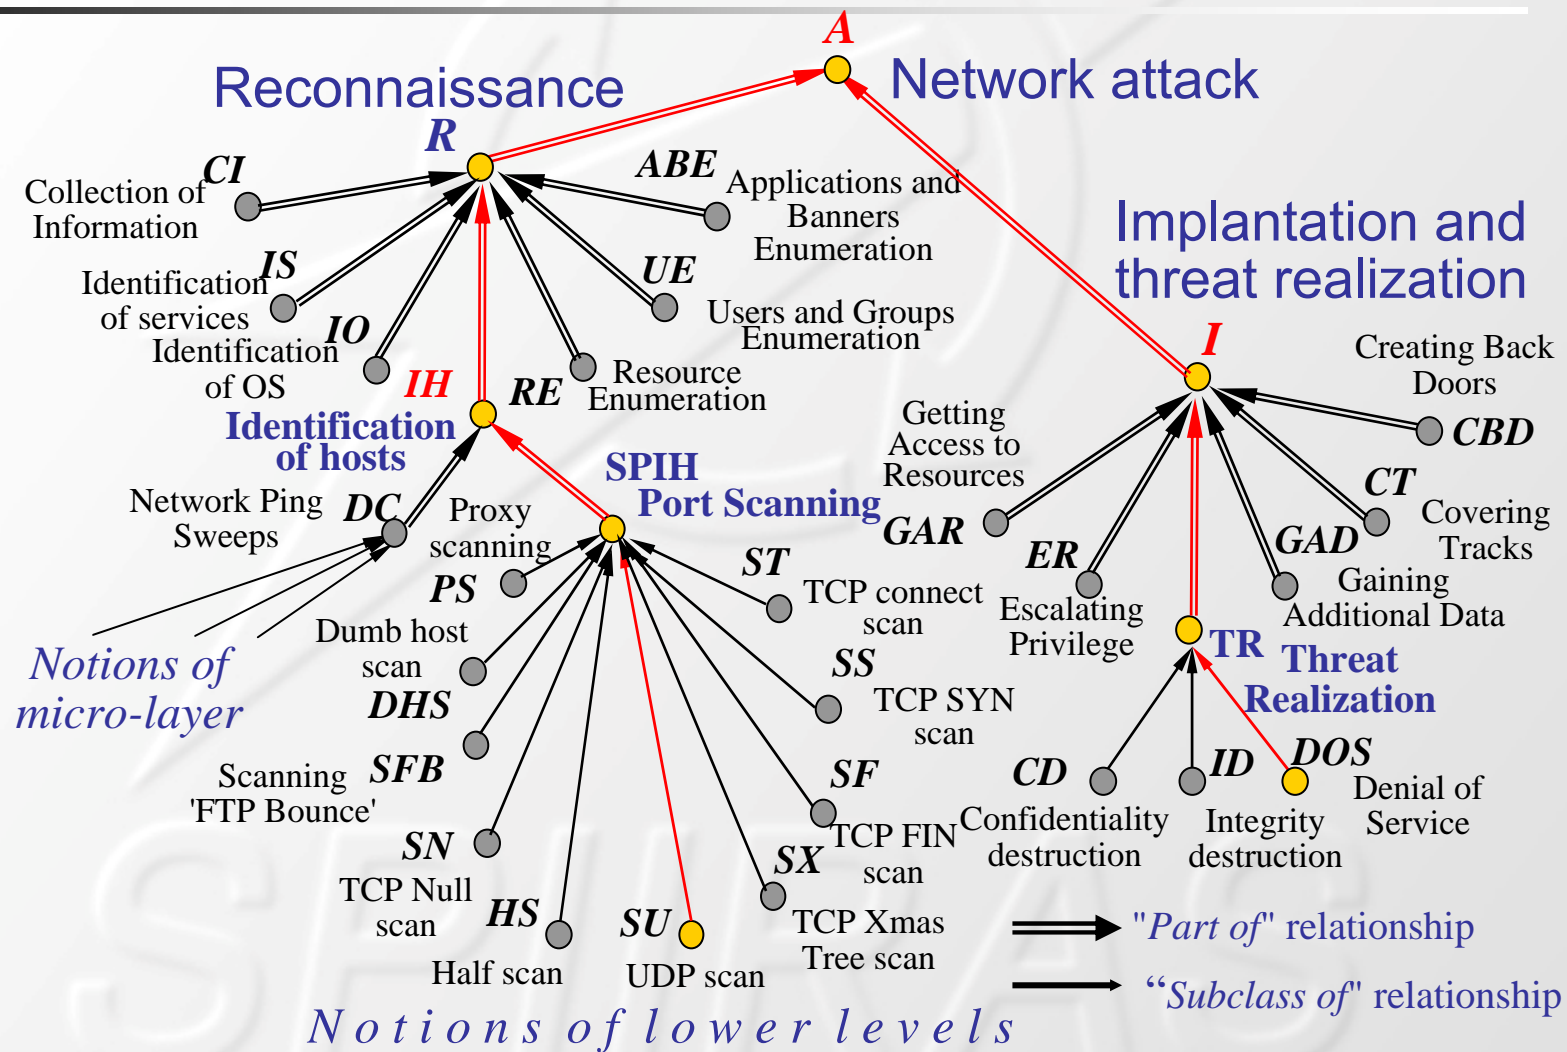 A
Reconnaissance
Network attack
R
CI
Collection of
Information
ABE
Applications and
Banners
Enumeration
IS
Identification
of services
UE
Users and Groups
Enumeration
IO
Identification
of OS
IH
Identification
of hosts
RE
Resource
Enumeration
Implantation and
threat realization
I
Creating Back
Doors
CBD
Getting
Access to
Resources
GAR
CT
Covering
Tracks
ER
Escalating
Privilege
GAD
Gaining
Additional Data
SPIH
Port Scanning
Network Ping
Sweeps
DC
Proxy
scanning
PS
ST
TCP connect
scan
Notions of
micro-layer
Dumb host
scan
DHS
SS
TCP SYN
scan
TR
Threat
Realization
Scanning
'FTP Bounce'
SFB
SF
TCP FIN
scan
CD
Confidentiality
destruction
ID
Integrity
destruction
DOS
Denial of
Service
SN
TCP Null
scan
HS
Half scan
SU
UDP scan
SX
TCP Xmas
Tree scan
"Part of" relationship
“Subclass of" relationship
Notions of lower levels
SPIIRAS